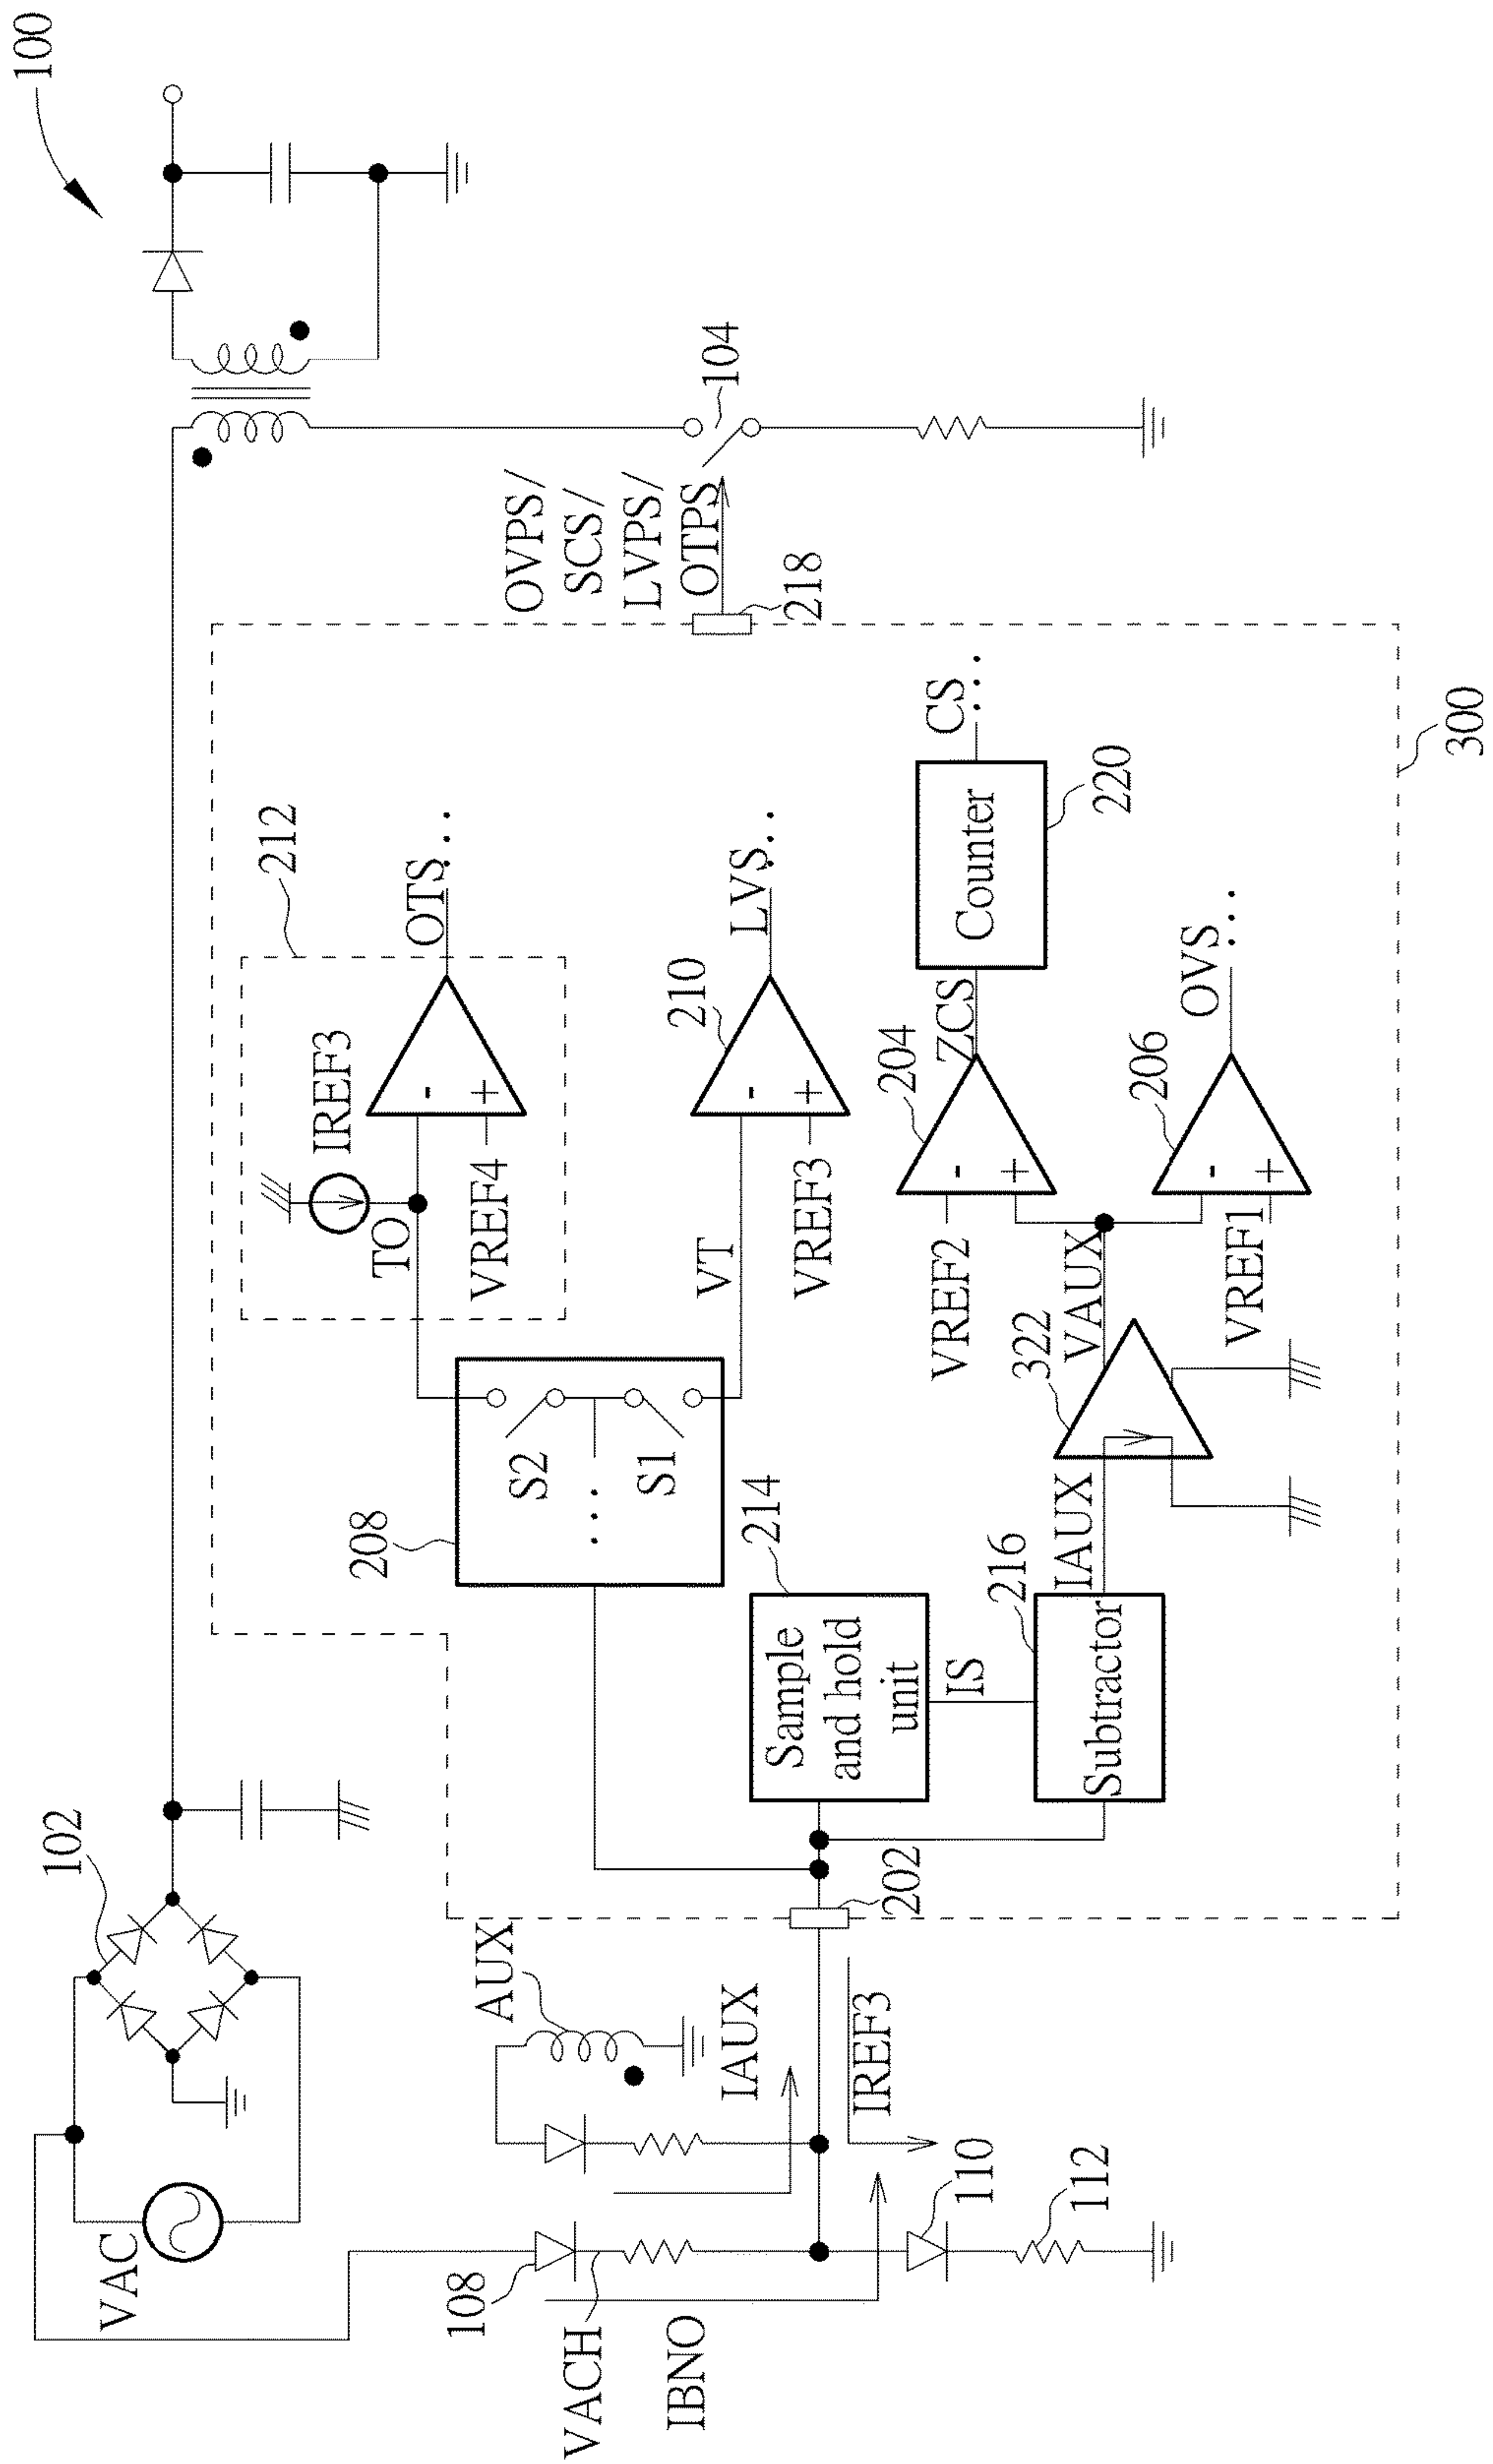 100
102
VAC
104
OVPS/
SCS/
LVPS/
OTPS
218
212
IREF3
OTS
...
TO
VREF4
208
S2
...
S1
210
LVS
...
VT
VREF3
214
Sample
and hold
unit
IS
216
Subtractor
IAUX
322
VAUX
204
VREF2
-
+
ZCS
Counter
220
CS
...
206
VREF1
-
+
OVS
...
-
+
-
+
202
300
AUX
IAUX
IREF3
108
VACH
IBNO
110
112